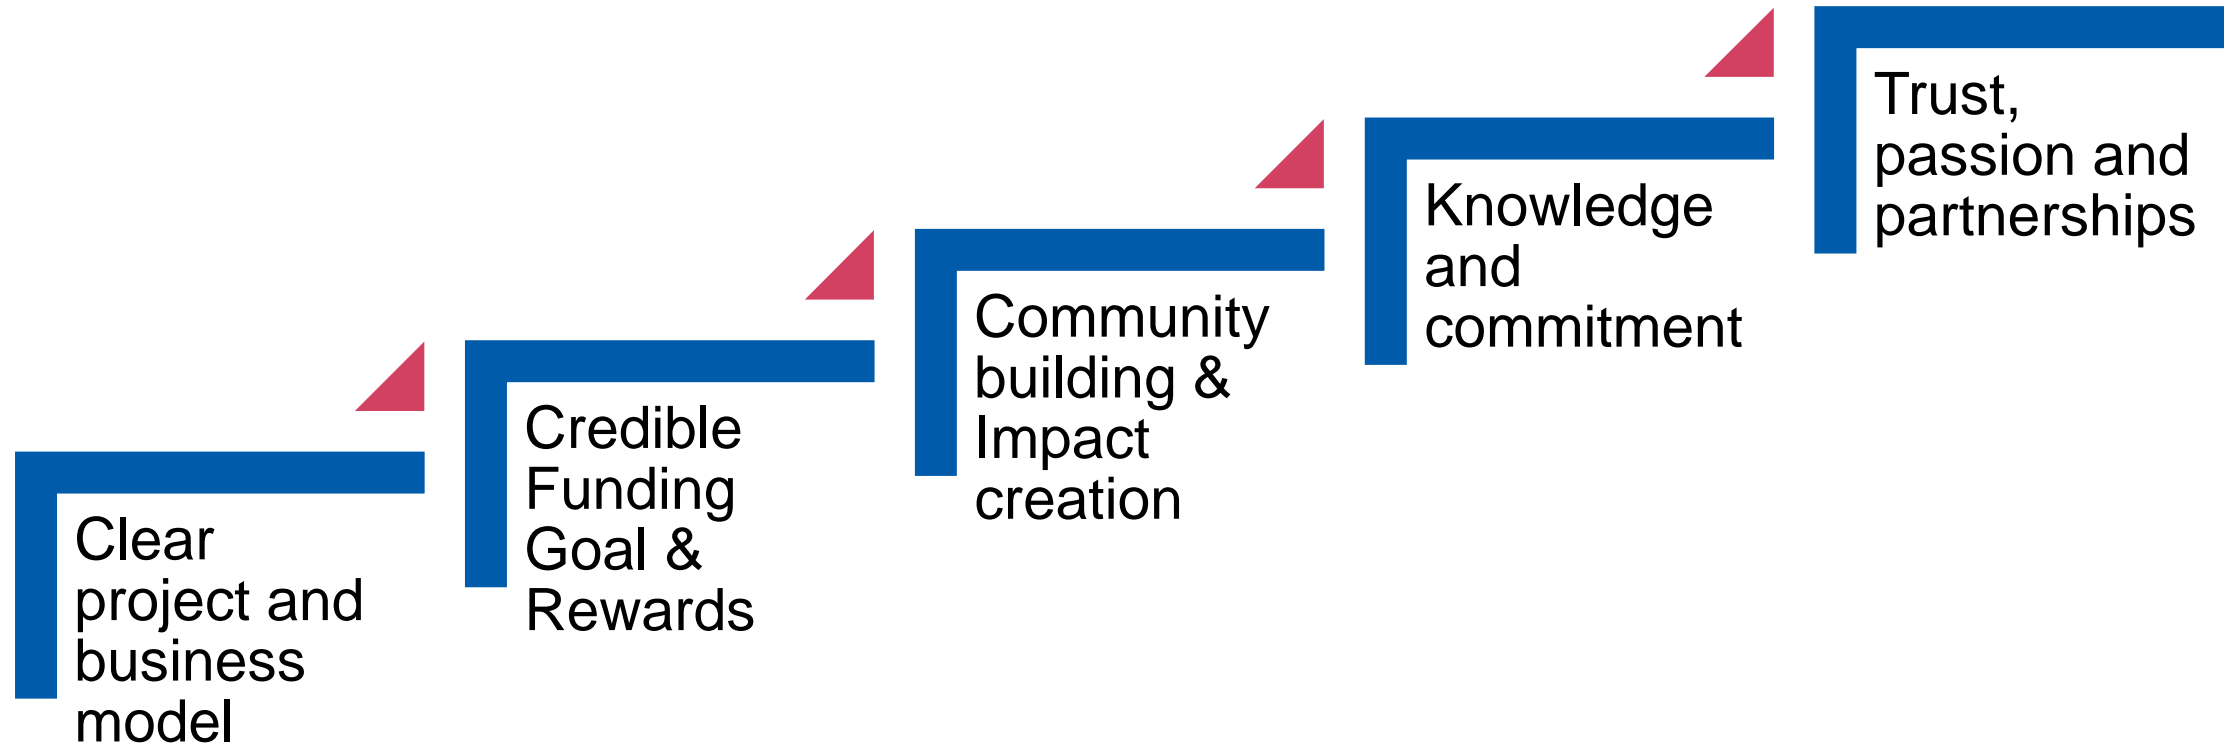 Clear
project and
business
model
Credible
Funding
Goal &
Rewards
Community
building &
Impact
creation
Knowledge
and
commitment
Trust,
passion and
partnerships